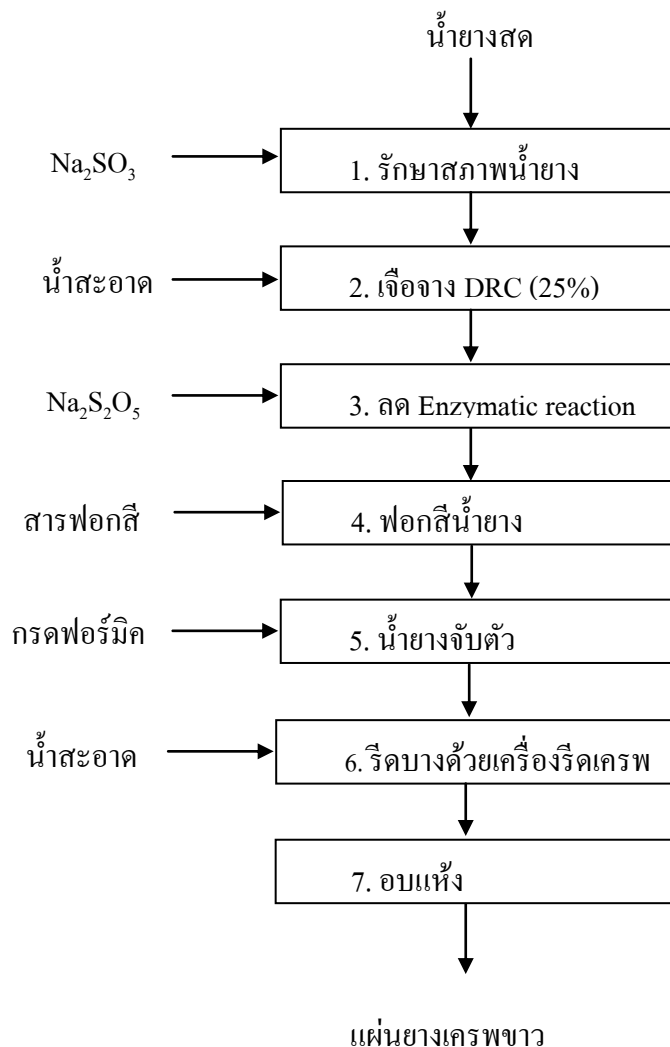 น้ำยางสด
Na₂SO₃
1. รักษาสภาพน้ำยาง
น้ำสะอาด
2. เจือจาง DRC (25%)
Na₂S₂O₅
3. ลด Enzymatic reaction
สารฟอกสี
4. ฟอกสีน้ำยาง
กรดฟอร์มิค
5. น้ำยางจับตัว
น้ำสะอาด
6. รีดบางด้วยเครื่องรีดเครพ
7. อบแห้ง
แผ่นยางเครพขาว